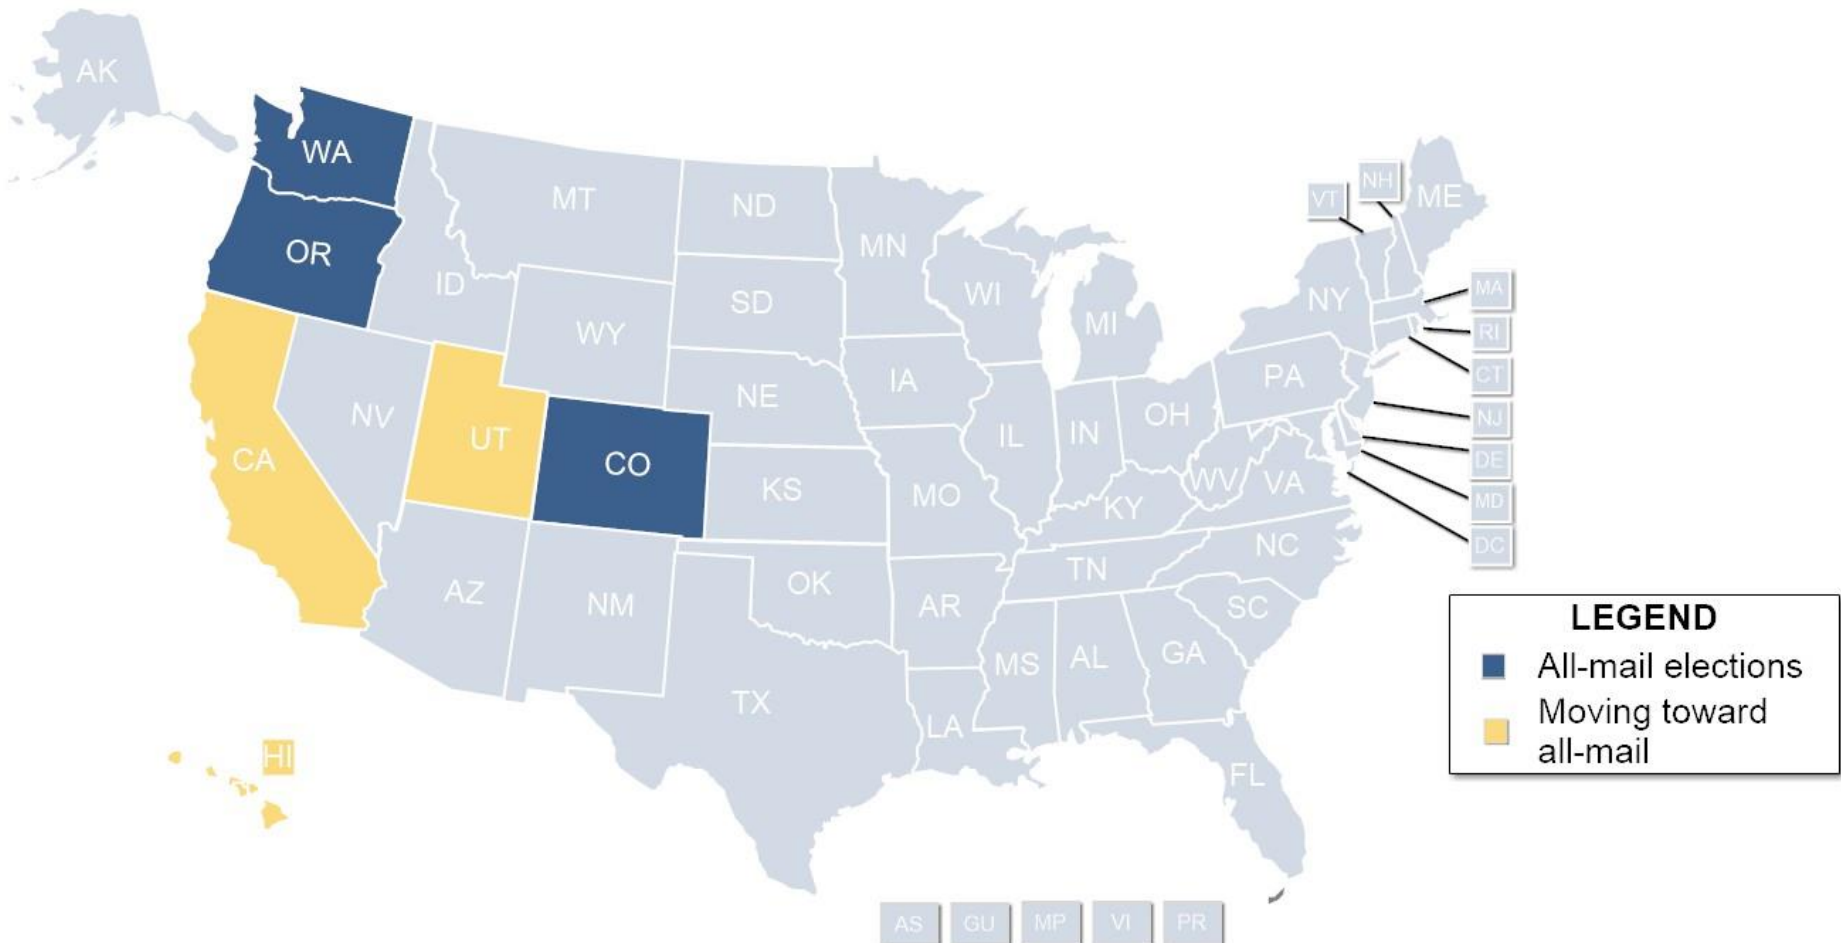 AK
WA
MT
ND
MN
VT
NH
ME
OR
ID
SD
WI
MI
NY
MA
RI
WY
CT
IA
PA
NE
NV
UT
OH
NJ
CA
CO
IL
IN
DE
KS
MO
WV
VA
MD
KY
DC
NC
TN
AZ
NM
OK
AR
SC
MS
AL
GA
TX
LA
FL
HI
LEGEND
All-mail elections
Moving toward
all-mail
AS
GU
MP
VI
PR